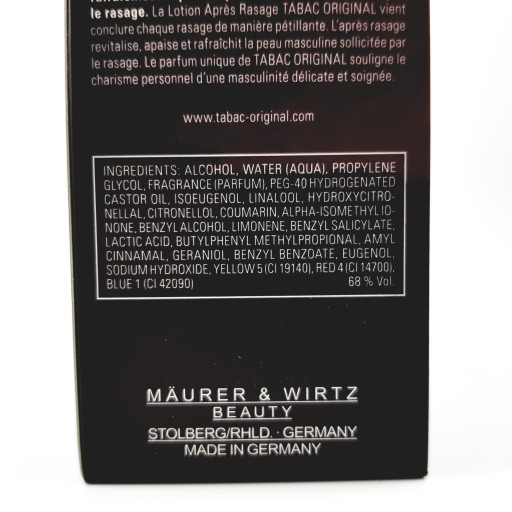 le rasage. La Lotion Après Rasage TABAC ORIGINAL vient
conclure chaque rasage de manière pétillante. L'après rasage
revitalise, apaise et rafraîchit la peau masculine sollicitée par
le rasage. Le parfum unique de TABAC ORIGINAL souligne le
charisme personnel d'une masculinité délicate et soignée.
www.tabac-original.com
INGREDIENTS: ALCOHOL, WATER (AQUA), PROPYLENE
GLYCOL, FRAGRANCE (PARFUM), PEG-40 HYDROGENATED
CASTOR OIL, ISOEUGENOL, LINALOOL, HYDROXYCITRO-
NELLAL, CITRONELLOL, COUMARIN, ALPHA-ISOMETHYL IO-
NONE, BENZYL ALCOHOL, LIMONENE, BENZYL SALICYLATE,
LACTIC ACID, BUTYLPHENYL METHYLPROPIONAL, AMYL
CINNAMAL, GERANIOL, BENZYL BENZOATE, EUGENOL,
SODIUM HYDROXIDE, YELLOW 5 (CI 19140), RED 4 (CI 14700),
BLUE 1 (CI 42090) 68 % Vol.
MÄURER & WIRTZ
BEAUTY
STOLBERG/RHLD. · GERMANY
MADE IN GERMANY